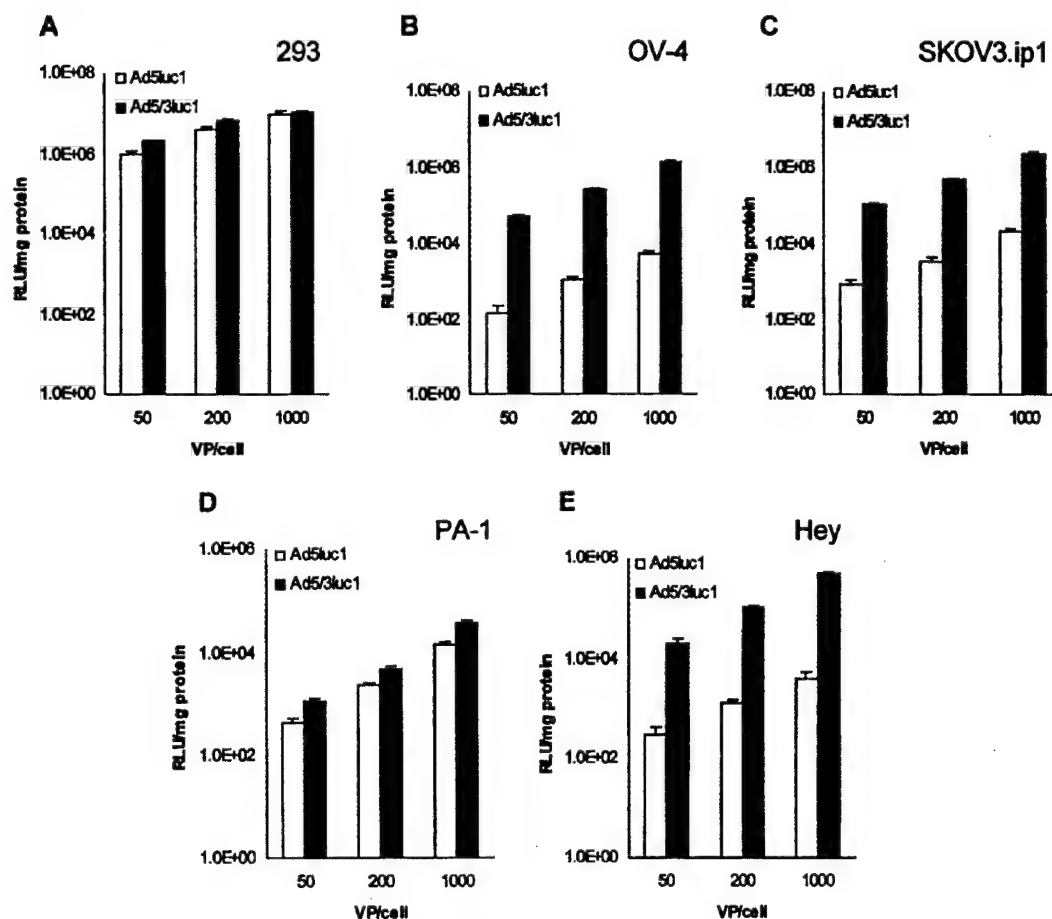 A
293
1.0E+08
1.0E+06
1.0E+04
1.0E+02
1.0E+00
RLU/mg protein
Ad5luc1
Ad5/3luc1
50
200
1000
VP/cell
B
OV-4
1.0E+08
1.0E+06
1.0E+04
1.0E+02
1.0E+00
RLU/mg protein
Ad5luc1
Ad5/3luc1
50
200
1000
VP/cell
C
SKOV3.ip1
1.0E+08
1.0E+06
1.0E+04
1.0E+02
1.0E+00
RLU/mg protein
Ad5luc1
Ad5/3luc1
50
200
1000
VP/cell
D
PA-1
1.0E+06
1.0E+04
1.0E+02
1.0E+00
RLU/mg protein
Ad5luc1
Ad5/3luc1
50
200
1000
VP/cell
E
Hey
1.0E+06
1.0E+04
1.0E+02
1.0E+00
RLU/mg protein
Ad5luc1
Ad5/3luc1
50
200
1000
VP/cell